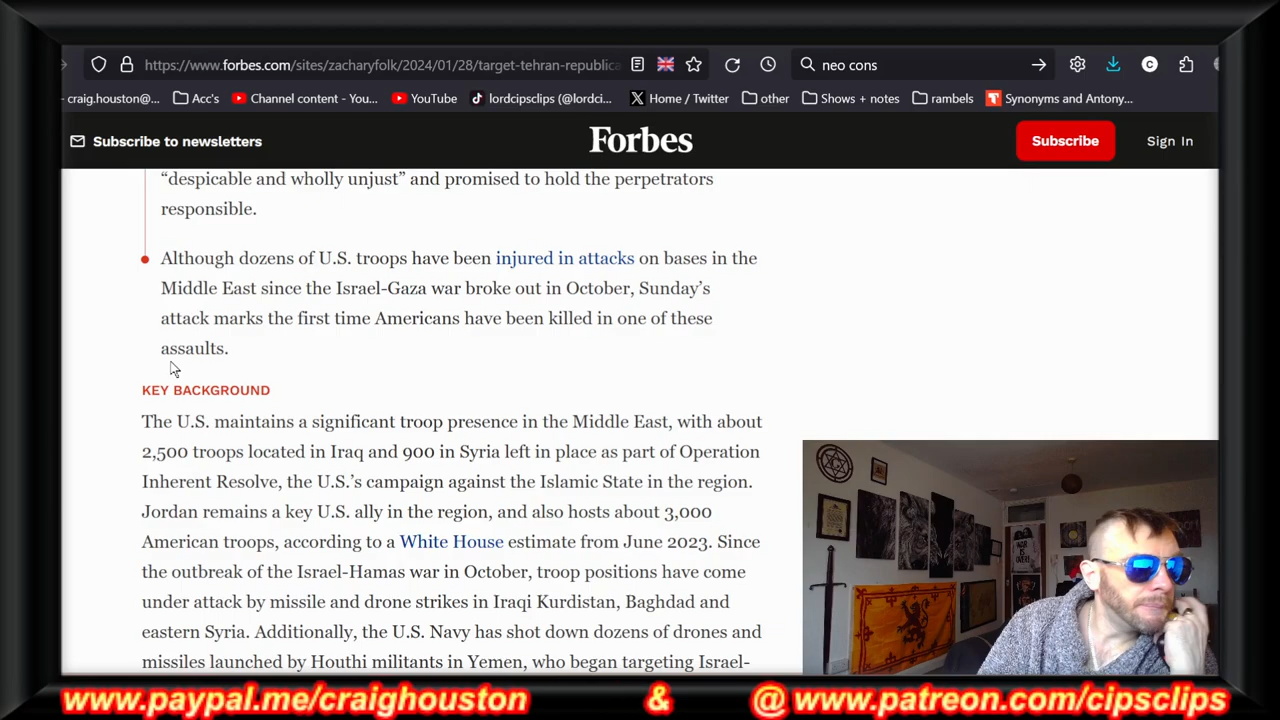 https://www.forbes.com/sites/zacharyfolk/2024/01/28/target-tehran-republica
neo cons
C
craig.houston@...
Acc's
Channel content - You...
YouTube
lordcipsclips (@lordci...
Home / Twitter
other
Shows + notes
rambels
Synonyms and Antony...
Subscribe to newsletters
Forbes
Subscribe
Sign In
“despicable and wholly unjust” and promised to hold the perpetrators
responsible.
Although dozens of U.S. troops have been injured in attacks on bases in the
Middle East since the Israel-Gaza war broke out in October, Sunday’s
attack marks the first time Americans have been killed in one of these
assaults.
KEY BACKGROUND
The U.S. maintains a significant troop presence in the Middle East, with about
2,500 troops located in Iraq and 900 in Syria left in place as part of Operation
Inherent Resolve, the U.S.’s campaign against the Islamic State in the region.
Jordan remains a key U.S. ally in the region, and also hosts about 3,000
American troops, according to a White House estimate from June 2023. Since
the outbreak of the Israel-Hamas war in October, troop positions have come
under attack by missile and drone strikes in Iraqi Kurdistan, Baghdad and
eastern Syria. Additionally, the U.S. Navy has shot down dozens of drones and
missiles launched by Houthi militants in Yemen, who began targeting Israel-
WAR
IS
OVER!
www.paypal.me/craighouston & @ www.patreon.com/cipsclips